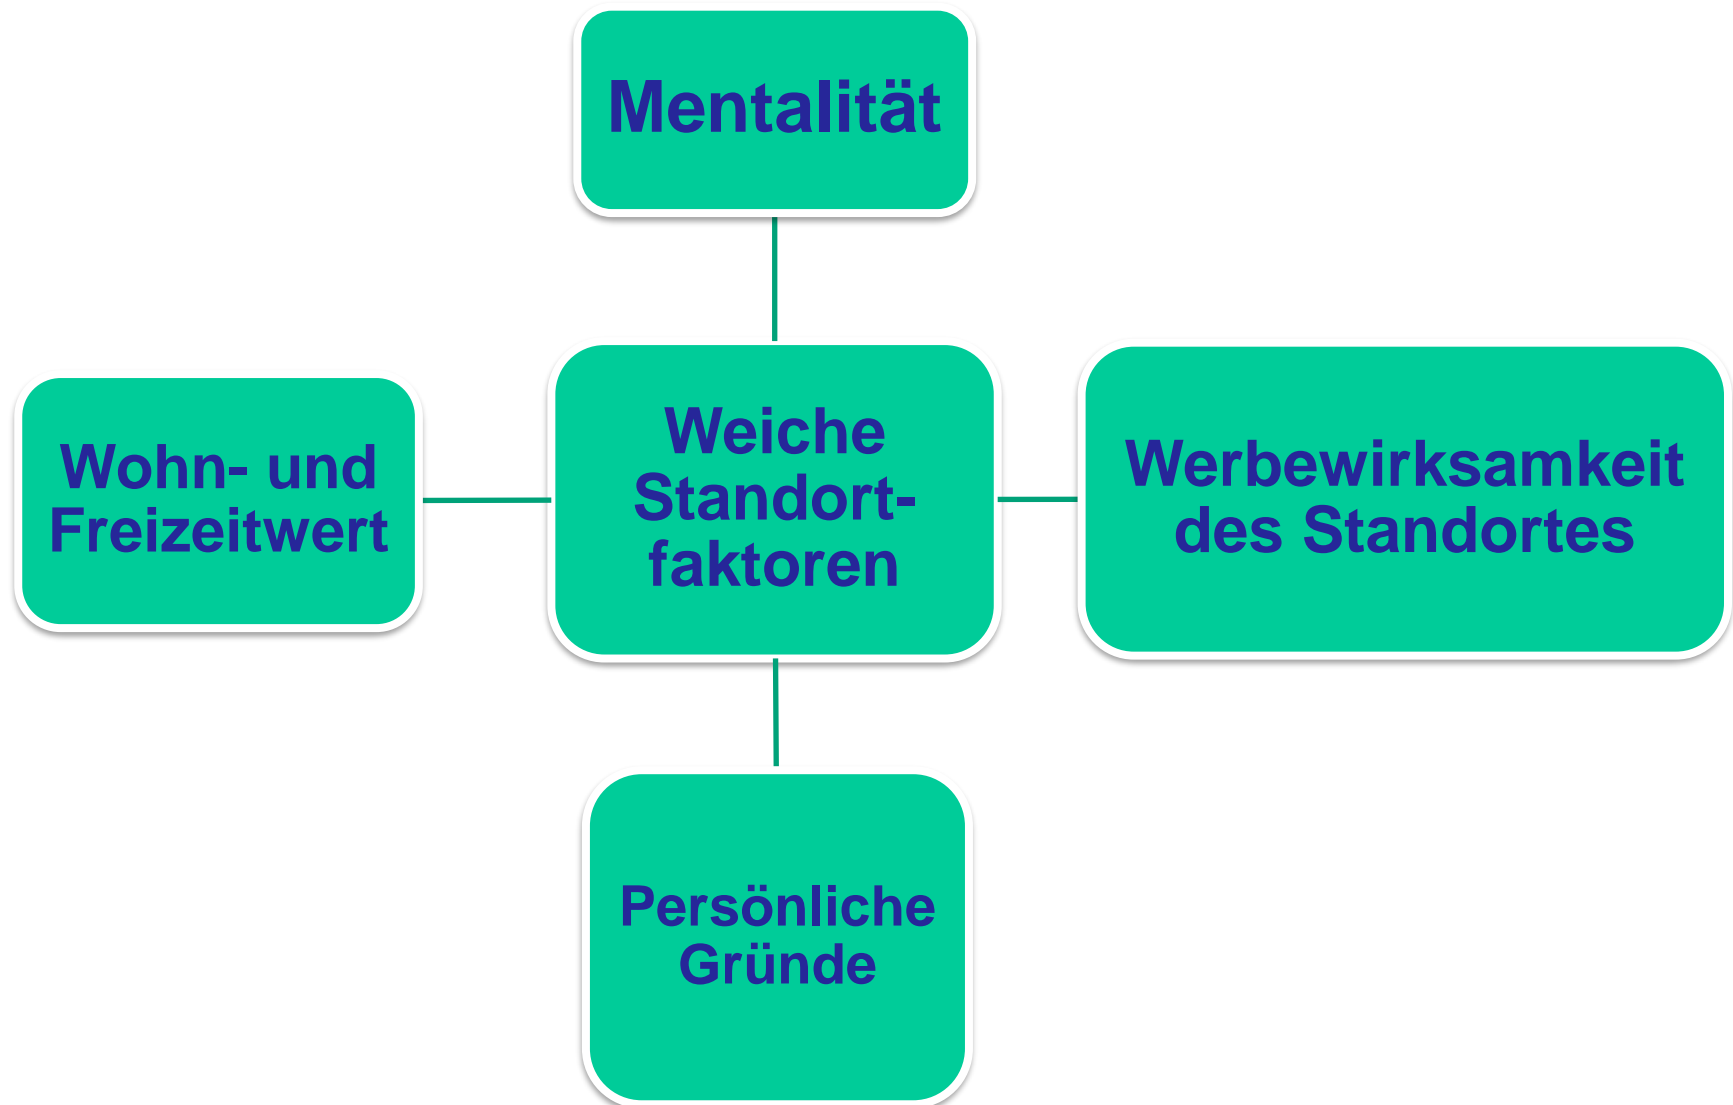 Mentalität
Wohn- und
Freizeitwert
Weiche
Standort-
faktoren
Werbewirksamkeit
des Standortes
Persönliche
Gründe